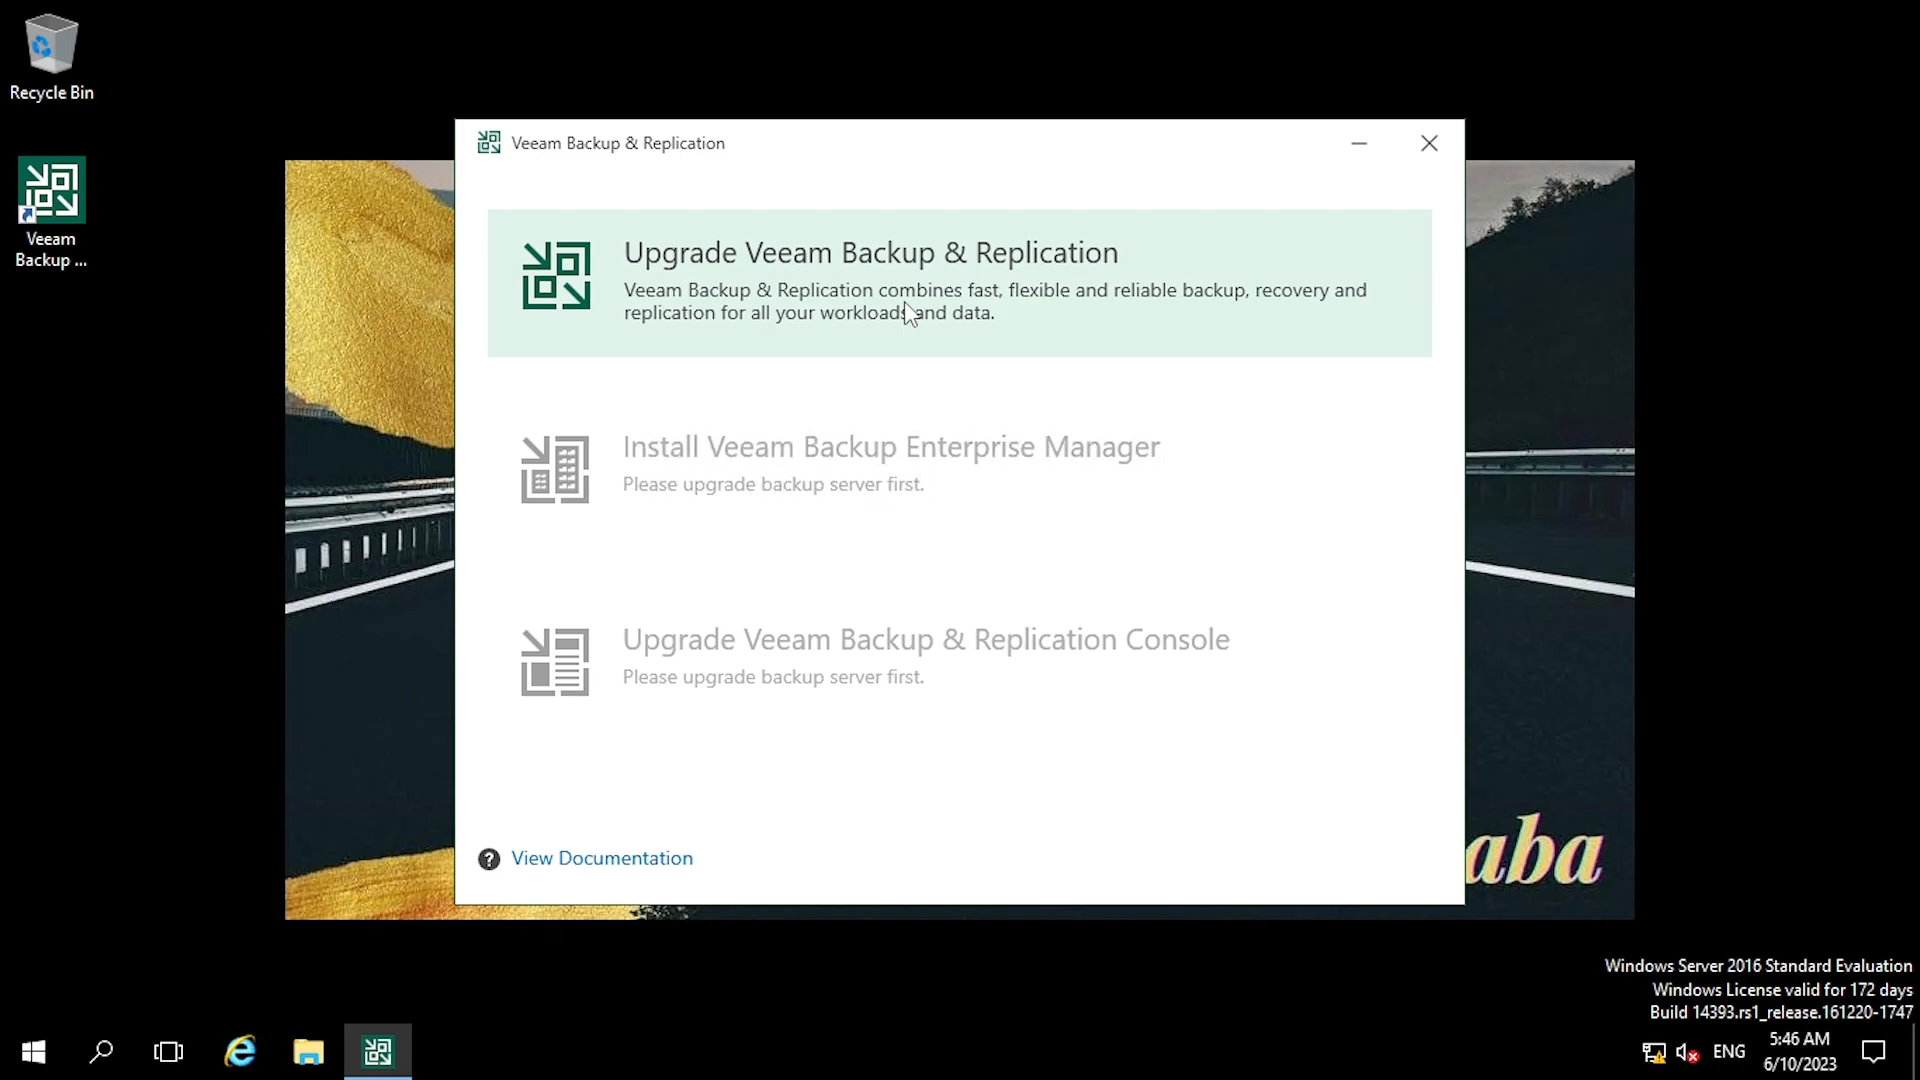 Recycle Bin
Veeam
Backup ...
Veeam Backup & Replication
Upgrade Veeam Backup & Replication
Veeam Backup & Replication combines fast, flexible and reliable backup, recovery and
replication for all your workloads and data.
Install Veeam Backup Enterprise Manager
Please upgrade backup server first.
Upgrade Veeam Backup & Replication Console
Please upgrade backup server first.
? View Documentation
aba
Windows Server 2016 Standard Evaluation
Windows License valid for 172 days
Build 14393.rs1_release.161220-1747
ENG
5:46 AM
6/10/2023